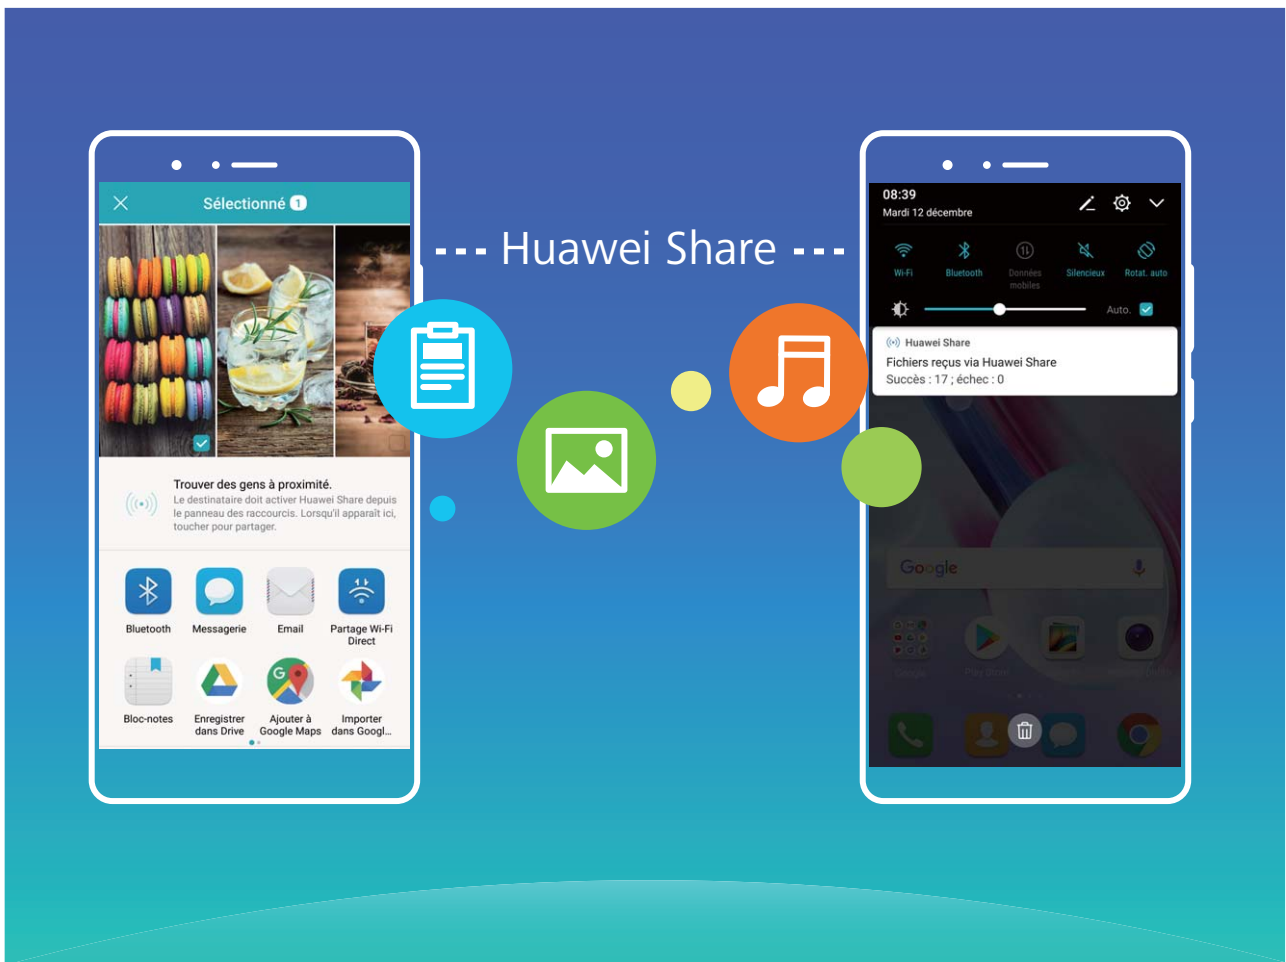 Sélectionné 1
Trouver des gens à proximité.
Le destinataire doit activer Huawei Share depuis
le panneau des raccourcis. Lorsqu'il apparaît ici,
toucher pour partager.
Bluetooth
Messagerie
Email
Partage Wi-Fi
Direct
Bloc-notes
Enregistrer
dans Drive
Ajouter à
Google Maps
Importer
dans Googl...
Huawei Share
08:39
Mardi 12 décembre
Wi-Fi
Bluetooth
Données
mobiles
Silencieux
Rotat. auto
Auto.
Huawei Share
Fichiers reçus via Huawei Share
Succès : 17 ; échec : 0
Google
Google
Play Store